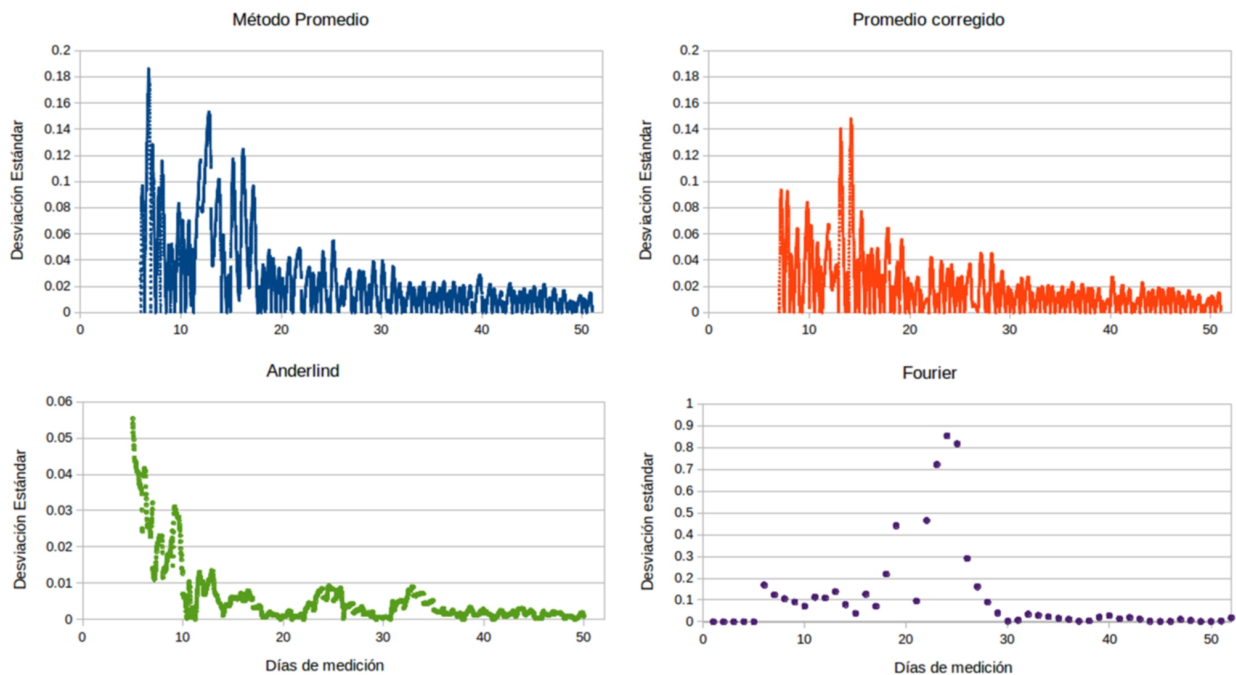 Método Promedio
Desviación Estándar
0.2
0.18
0.16
0.14
0.12
0.1
0.08
0.06
0.04
0.02
0
0 10 20 30 40 50
Promedio corregido
Desviación Estándar
0.2
0.18
0.16
0.14
0.12
0.1
0.08
0.06
0.04
0.02
0
0 10 20 30 40 50
Anderlind
Desviación Estándar
0.06
0.05
0.04
0.03
0.02
0.01
0
0 10 20 30 40 50
Días de medición
Fourier
Desviación estándar
1
0.9
0.8
0.7
0.6
0.5
0.4
0.3
0.2
0.1
0
0 10 20 30 40 50
Días de medición